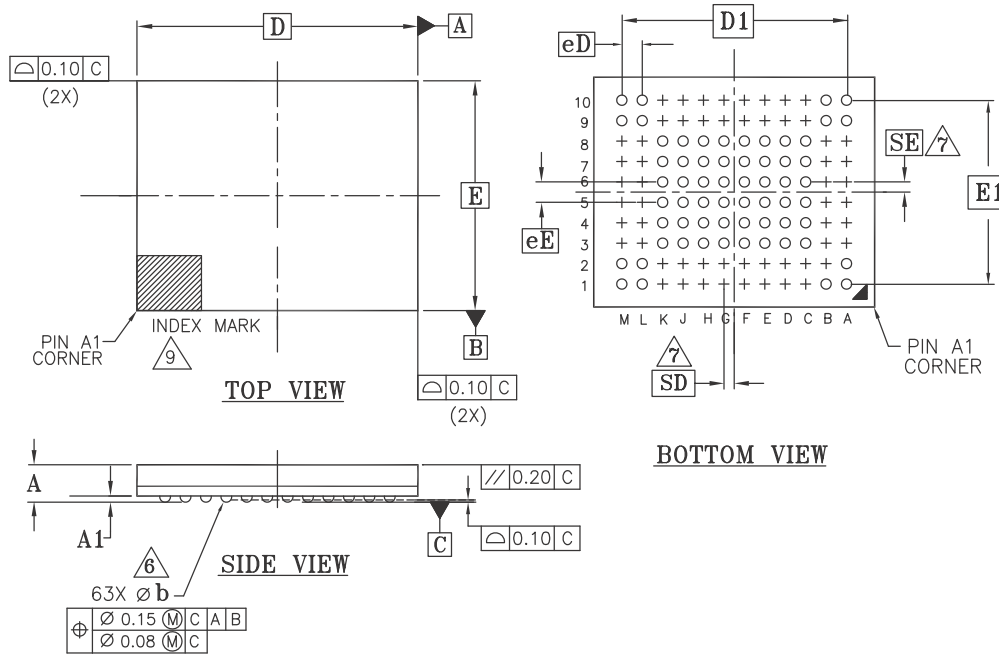 D
A
⌓ 0.10 C
(2X)
E
INDEX MARK
PIN A1
CORNER
9
B
⌓ 0.10 C
(2X)
TOP VIEW
D1
eD
10
9
8
7
6
5
4
3
2
1
SE 7
E1
eE
M L K J H G F E D C B A
7
SD
PIN A1
CORNER
BOTTOM VIEW
A
A1
// 0.20 C
C
⌓ 0.10 C
6
SIDE VIEW
63X Ø b
⌖ Ø 0.15 Ⓜ C A B
Ø 0.08 Ⓜ C